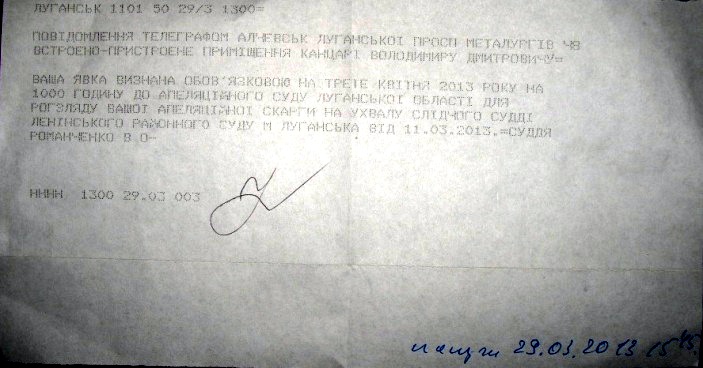 ЛУГАНСЬК 1101 50 29/3 1300=
ПОВІДОМЛЕННЯ ТЕЛЕГРАФОМ АЛЧЕВСЬК ЛУГАНСЬКОЇ ПРОСП МЕТАЛУРГІВ 48
ВСТРОЕНО-ПРИСТРОЕНЕ ПРИМІЩЕННЯ КАНЦАРІ ВОЛОДИМИРУ ДМИТРОВИЧУ=
ВАША ЯВКА ВИЗНАНА ОБОВ'ЯЗКОВОЮ НА ТРЕТЄ КВІТНЯ 2013 РОКУ НА
1000 ГОДИНУ ДО АПЕЛЯЦІЙНОГО СУДУ ЛУГАНСЬКОЇ ОБЛАСТІ ДЛЯ
РОГЗЛЯДУ ВАШОЇ АПЕЛЯЦІЙНОЇ СКАРГИ НА УХВАЛУ СЛІДЧОГО СУДДІ
ЛЕНІНСЬКОГО РАЙОННОГО СУДУ М ЛУГАНСЬКА ВІД 11.03.2013.=СУДДЯ
РОМАНЧЕНКО В О-
НННН 1300 29.03 003
29.03.2013 15 45.